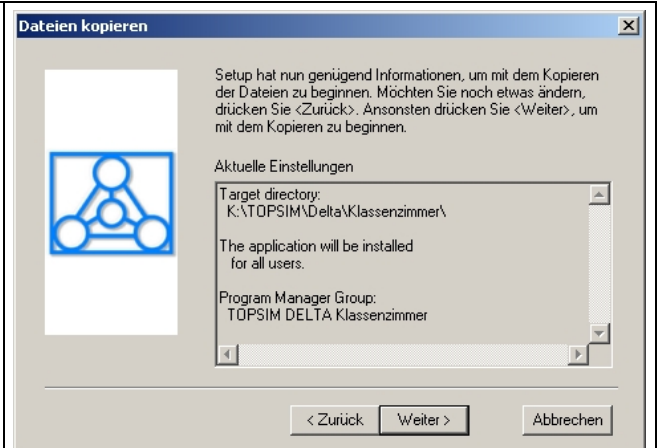 Dateien kopieren
Setup hat nun genügend Informationen, um mit dem Kopieren
der Dateien zu beginnen. Möchten Sie noch etwas ändern,
drücken Sie <Zurück>. Ansonsten drücken Sie <Weiter>, um
mit dem Kopieren zu beginnen.
Aktuelle Einstellungen
Target directory:
K:\TOPSIM\Delta\Klassenzimmer\
The application will be installed
for all users.
Program Manager Group:
TOPSIM DELTA Klassenzimmer
< Zurück Weiter > Abbrechen